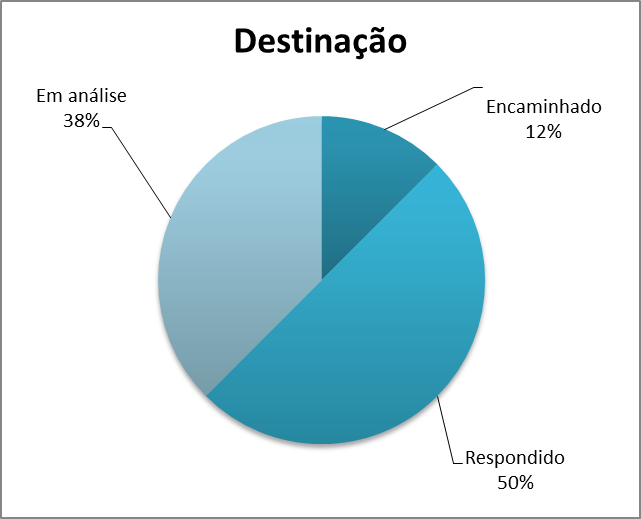 Destinação
Em análise
38%
Encaminhado
12%
Respondido
50%